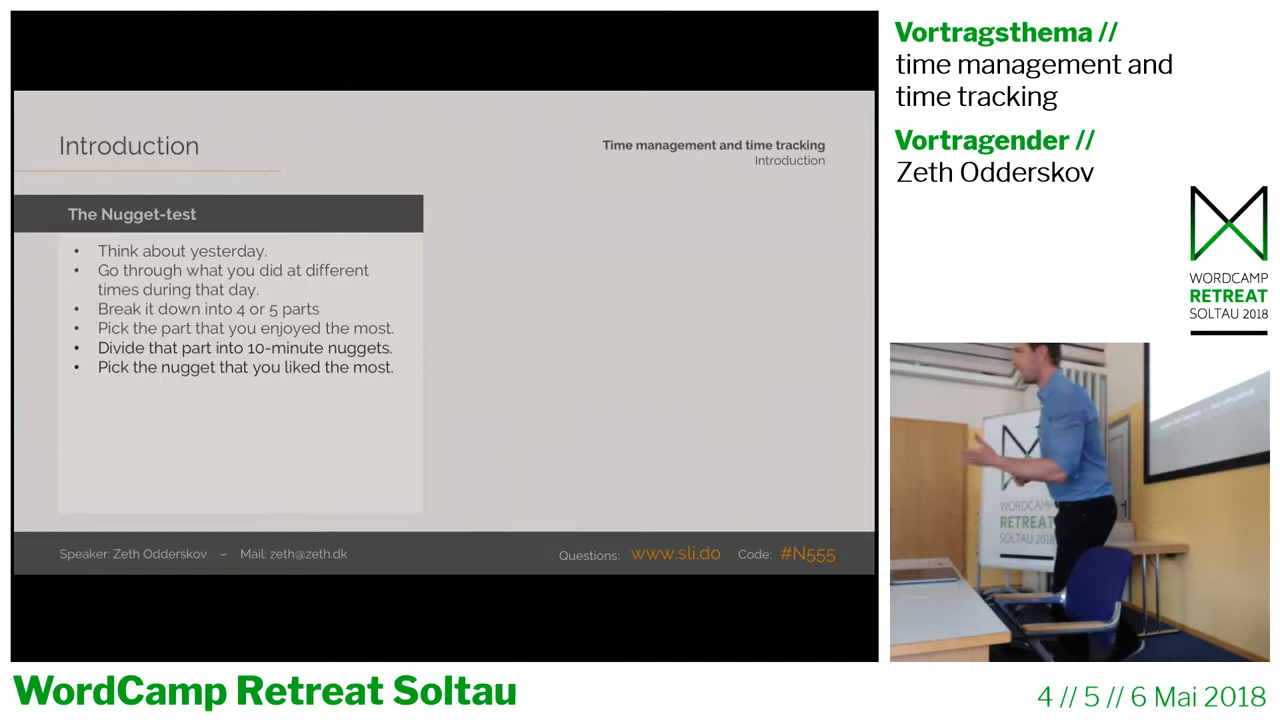 Introduction
Time management and time tracking
Introduction
The Nugget-test
• Think about yesterday.
• Go through what you did at different
times during that day.
• Break it down into 4 or 5 parts
• Pick the part that you enjoyed the most.
• Divide that part into 10-minute nuggets.
• Pick the nugget that you liked the most.
Speaker: Zeth Odderskov – Mail: zeth@zeth.dk
Questions: www.sli.do Code: #N555
Vortragsthema //
time management and
time tracking
Vortragender //
Zeth Odderskov
WORDCAMP
RETREAT
SOLTAU 2018
WORDCAMP
RETREAT
SOLTAU 2018
WordCamp Retreat Soltau
4 // 5 // 6 Mai 2018